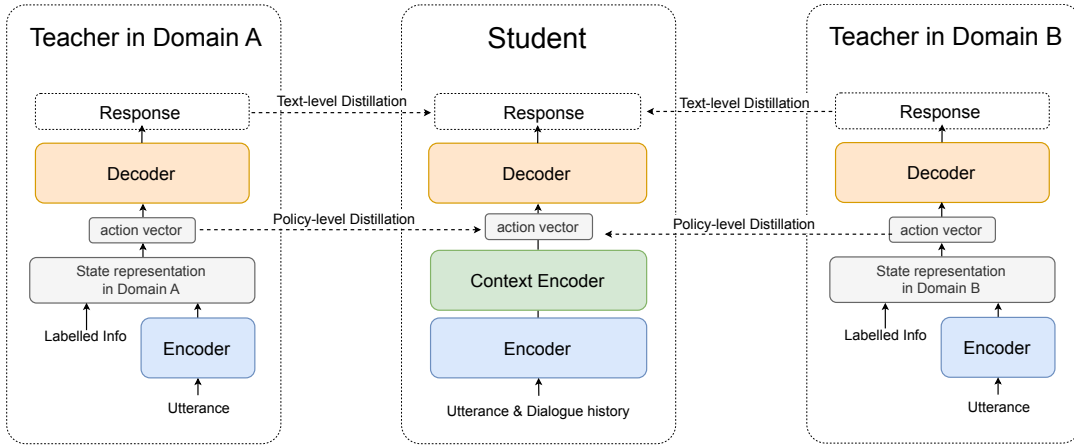 Teacher in Domain A
Response
Decoder
action vector
State representation
in Domain A
Labelled Info
Encoder
Utterance
Text-level Distillation
Policy-level Distillation
Student
Response
Decoder
action vector
Context Encoder
Encoder
Utterance & Dialogue history
Text-level Distillation
Policy-level Distillation
Teacher in Domain B
Response
Decoder
action vector
State representation
in Domain B
Labelled Info
Encoder
Utterance